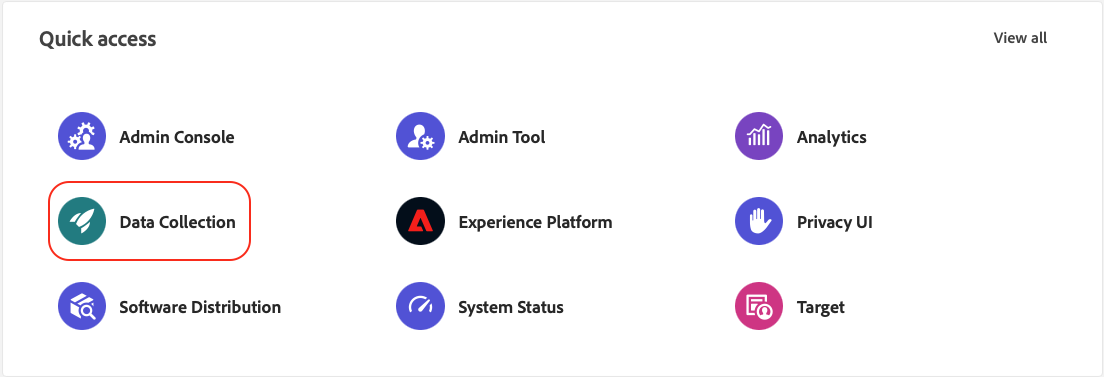 Quick access
View all
Admin Console
Admin Tool
Analytics
Data Collection
Experience Platform
Privacy UI
Software Distribution
System Status
Target